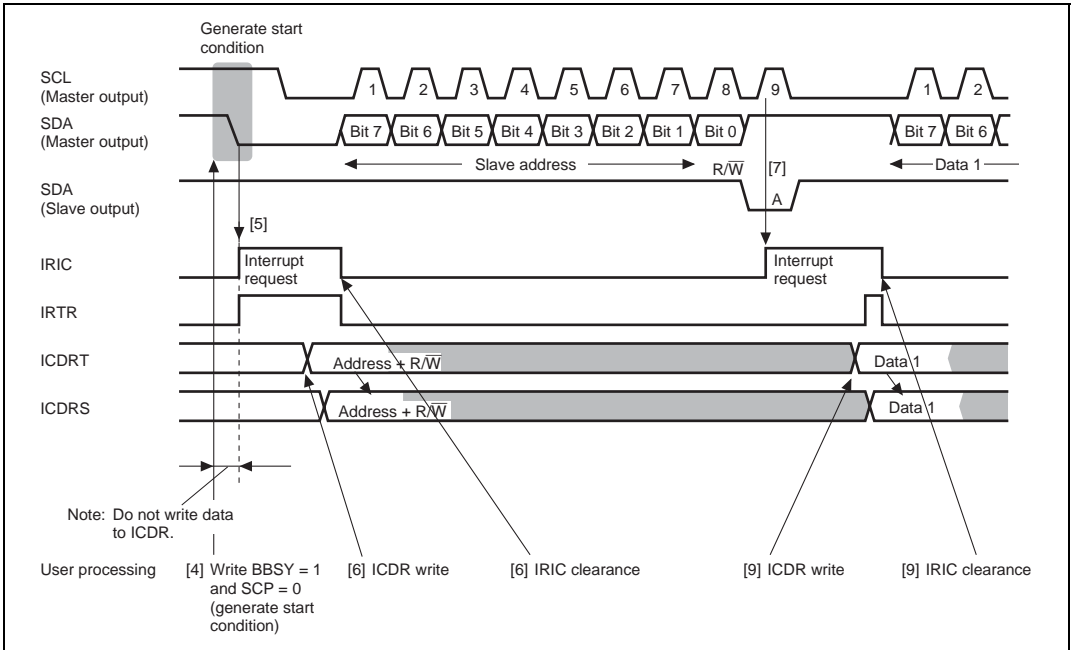 Generate start
condition
SCL
(Master output)
1 2 3 4 5 6 7 8 9 1 2
SDA
(Master output)
Bit 7 Bit 6 Bit 5 Bit 4 Bit 3 Bit 2 Bit 1 Bit 0 Bit 7 Bit 6
Slave address R/W̅ [7] Data 1
SDA
(Slave output)
A
[5]
IRIC
Interrupt
request
Interrupt
request
IRTR
ICDRT
Address + R/W̅ Data 1
ICDRS
Address + R/W̅ Data 1
Note: Do not write data
to ICDR.
User processing [4] Write BBSY = 1 [6] ICDR write [6] IRIC clearance [9] ICDR write [9] IRIC clearance
and SCP = 0
(generate start
condition)